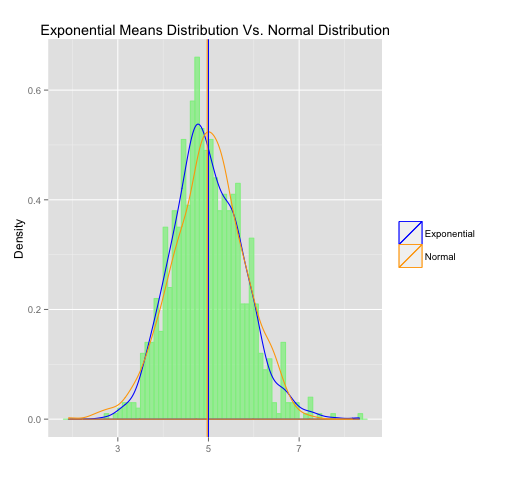 Exponential Means Distribution Vs. Normal Distribution
Density
0.6
0.4
0.2
0.0
3 5 7
Exponential
Normal